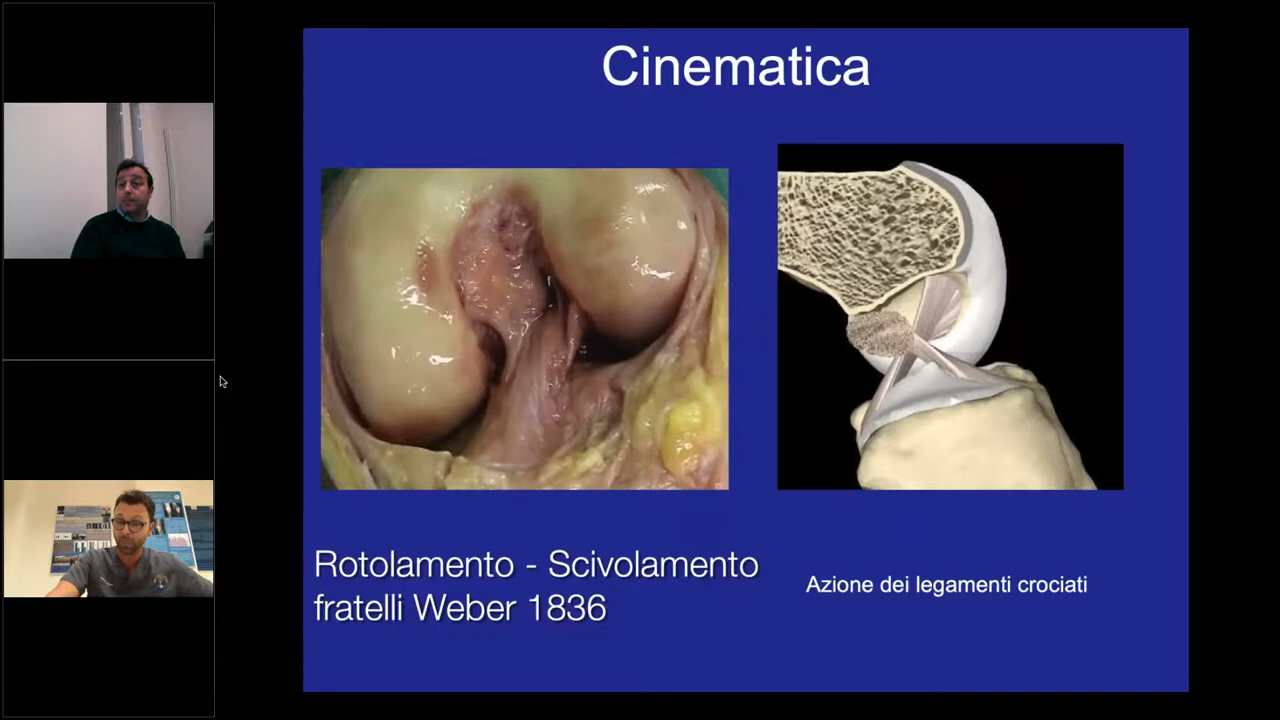 Cinematica
Rotolamento - Scivolamento
fratelli Weber 1836
Azione dei legamenti crociati